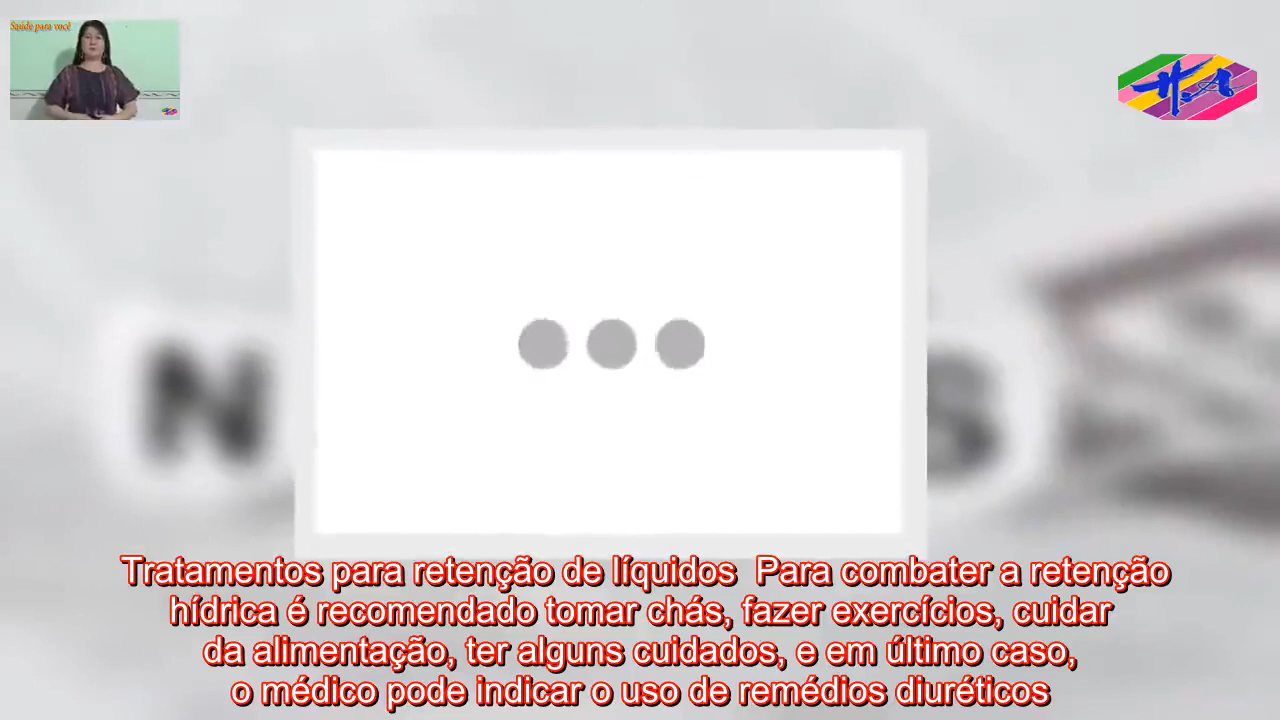 Saúde para você
H.A
N
S
Tratamentos para retenção de líquidos Para combater a retenção
hídrica é recomendado tomar chás, fazer exercícios, cuidar
da alimentação, ter alguns cuidados, e em último caso,
o médico pode indicar o uso de remédios diuréticos